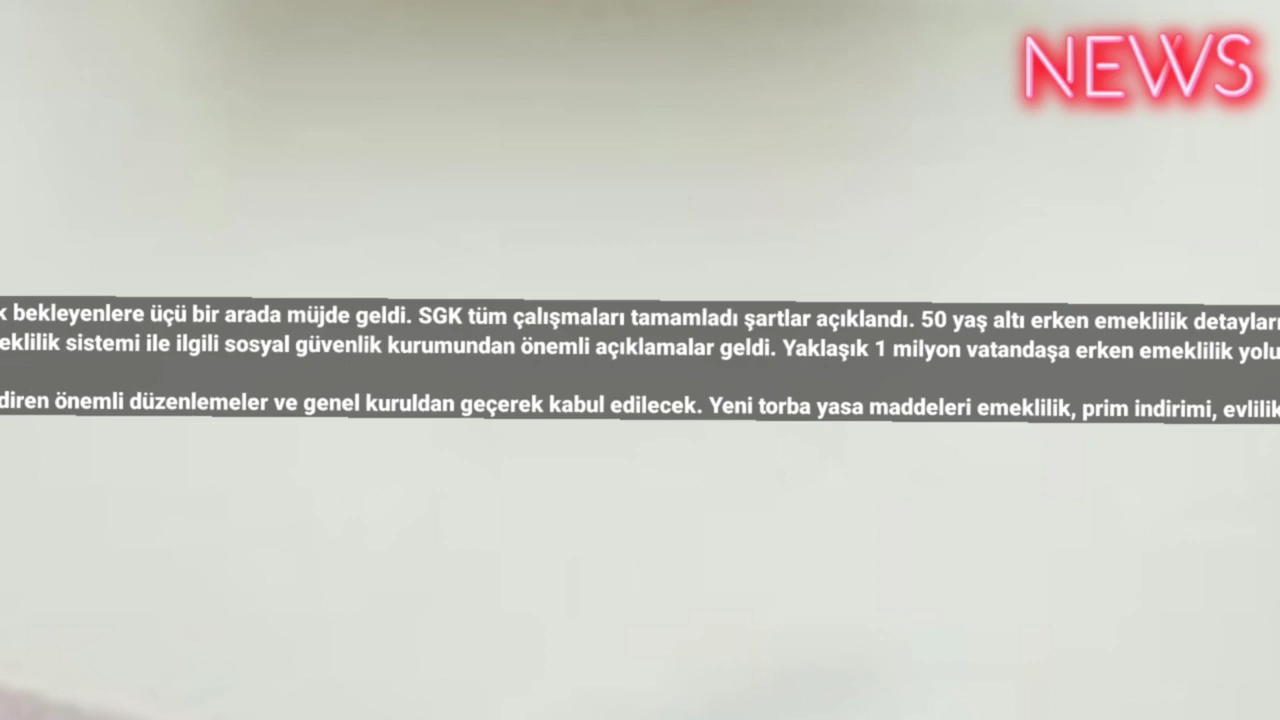 NEWS
bekleyenlere üçü bir arada müjde geldi. SGK tüm çalışmaları tamamladı şartlar açıklandı. 50 yaş altı erken emeklilik detayları
sistemi ile ilgili sosyal güvenlik kurumundan önemli açıklamalar geldi. Yaklaşık 1 milyon vatandaşa erken emeklilik yolu
önemli düzenlemeler ve genel kuruldan geçerek kabul edilecek. Yeni torba yasa maddeleri emeklilik, prim indirimi, evlilik